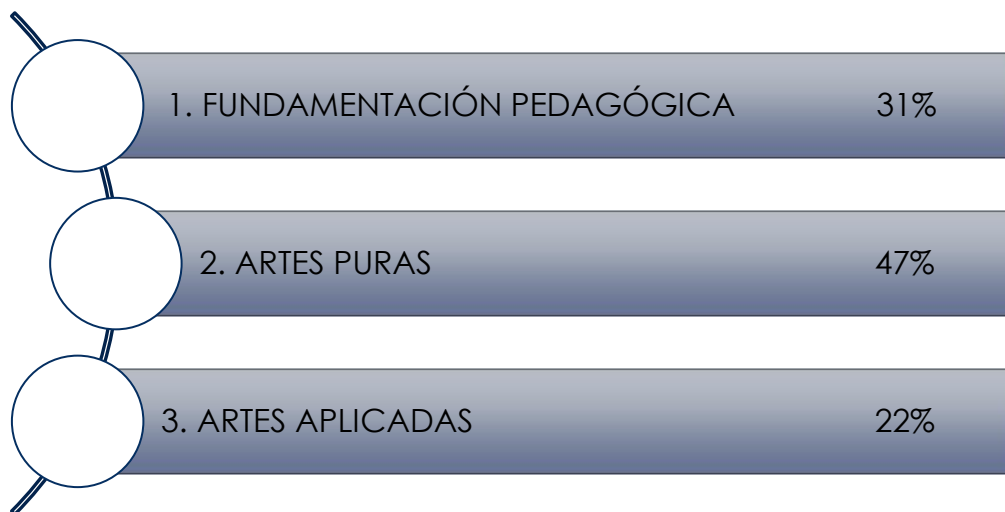 1. FUNDAMENTACIÓN PEDAGÓGICA 31%
2. ARTES PURAS 47%
3. ARTES APLICADAS 22%